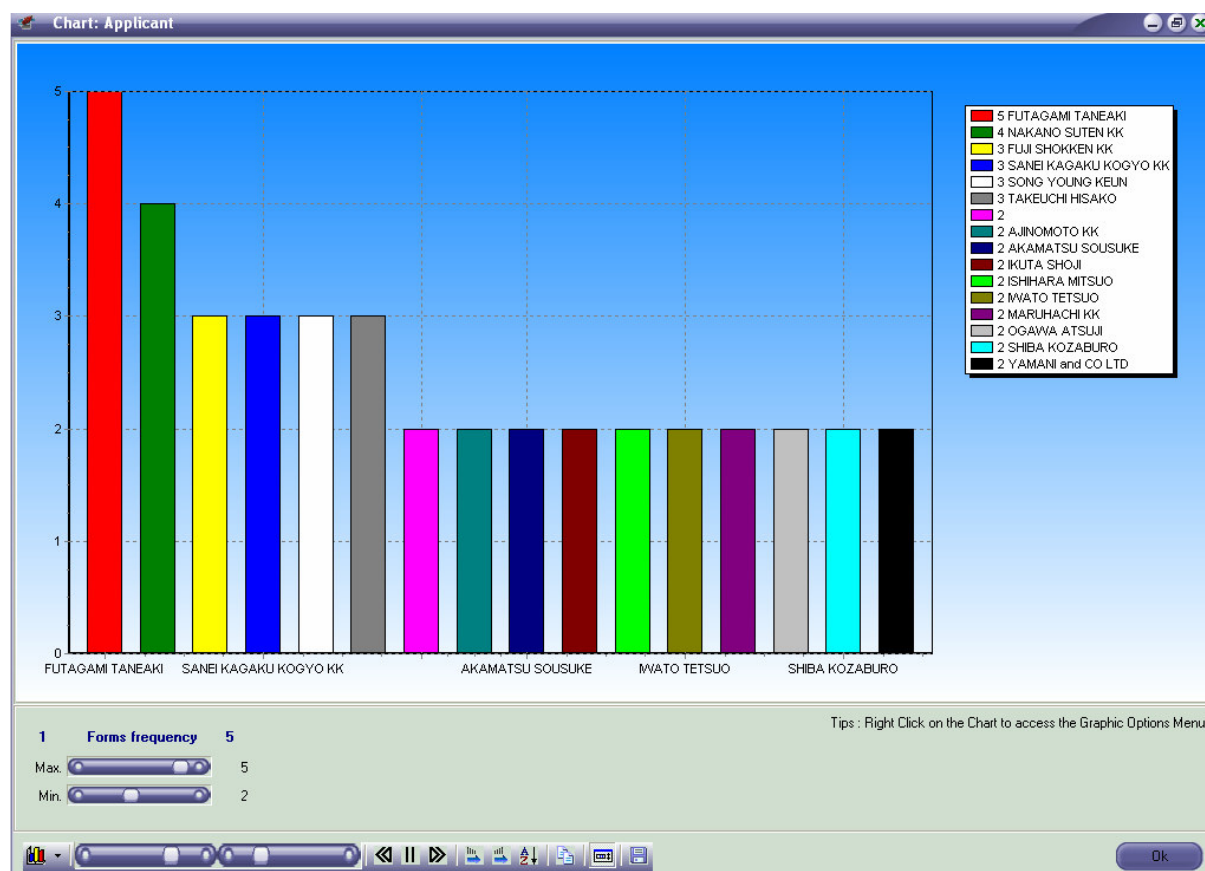 Chart: Applicant
5
4
3
2
1
0
FUTAGAMI TANEAKI
SANEI KAGAKU KOGYO KK
AKAMATSU SOUSUKE
IWATO TETSUO
SHIBA KOZABURO
5 FUTAGAMI TANEAKI
4 NAKANO SUTEN KK
3 FUJI SHOKKEN KK
3 SANEI KAGAKU KOGYO KK
3 SONG YOUNG KEUN
3 TAKEUCHI HISAKO
2
2 AJINOMOTO KK
2 AKAMATSU SOUSUKE
2 IKUTA SHOJI
2 ISHIHARA MITSUO
2 IWATO TETSUO
2 MARUHACHI KK
2 OGAWA ATSUJI
2 SHIBA KOZABURO
2 YAMANI and CO LTD
Tips : Right Click on the Chart to access the Graphic Options Menu
1 Forms frequency 5
Max. 5
Min. 2
Ok